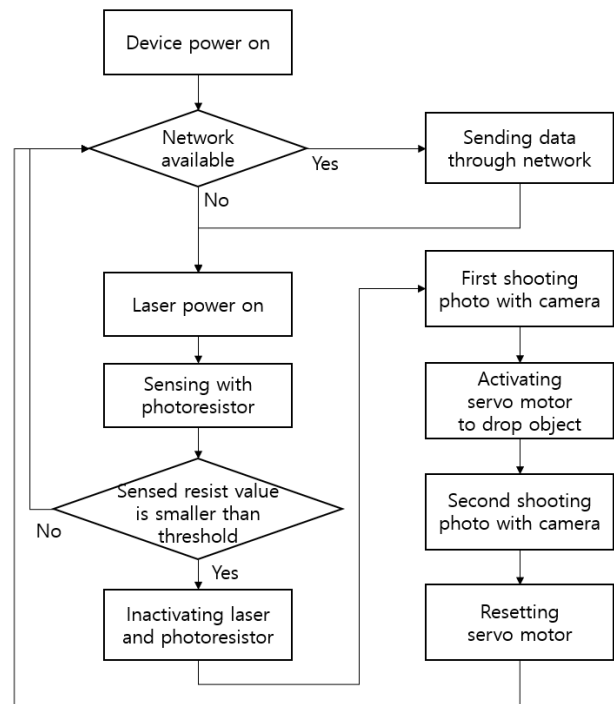 Device power on
Network
available
Yes
No
Sending data
through network
Laser power on
Sensing with
photoresistor
Sensed resist value
is smaller than
threshold
No
Yes
Inactivating laser
and photoresistor
First shooting
photo with camera
Activating
servo motor
to drop object
Second shooting
photo with camera
Resetting
servo motor